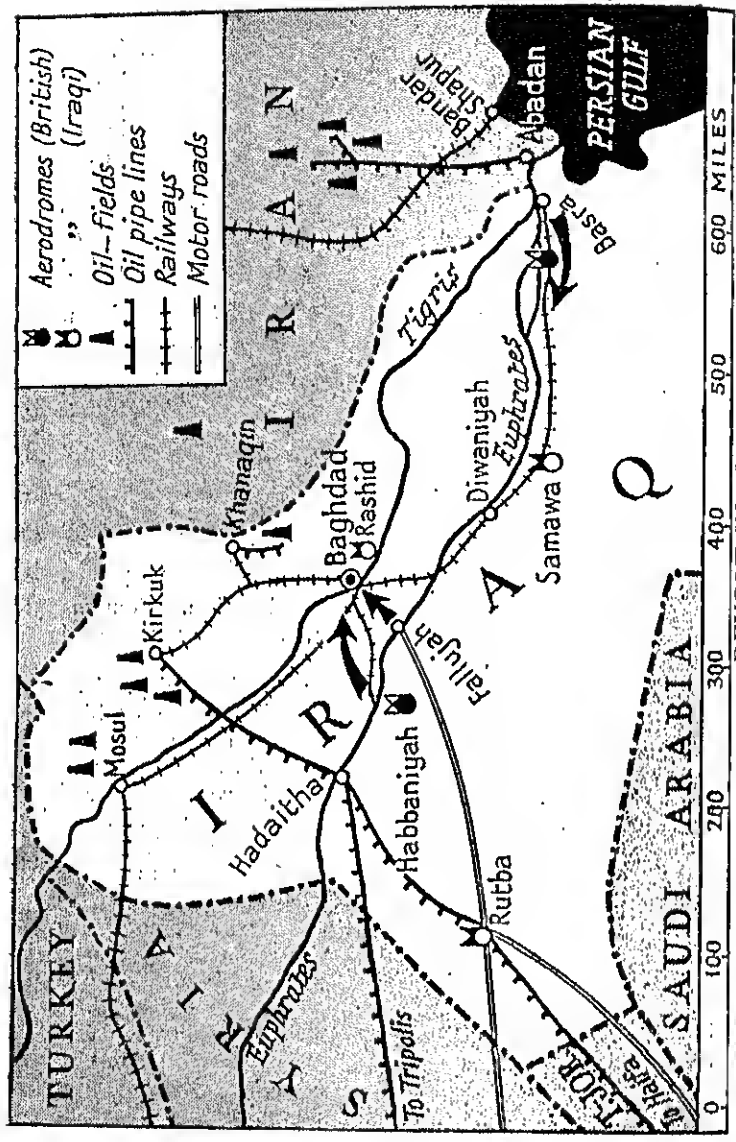 Aerodromes (British)
" (Iraqi)
Oil-fields
Oil pipe lines
Railways
Motor roads
TURKEY
SYRIA
IRAN
IRAQ
SAUDI ARABIA
T-JOR.
PERSIAN
GULF
Mosul
Kirkuk
Khanaqin
Baghdad
Rashid
Hadaitha
Habbaniyah
Fallujah
Rutba
Diwaniyah
Samawa
Basra
Abadan
Bandar
Shapur
Tigris
Euphrates
Euphrates
To Tripolis
To Haifa
0 100 200 300 400 500 600 MILES